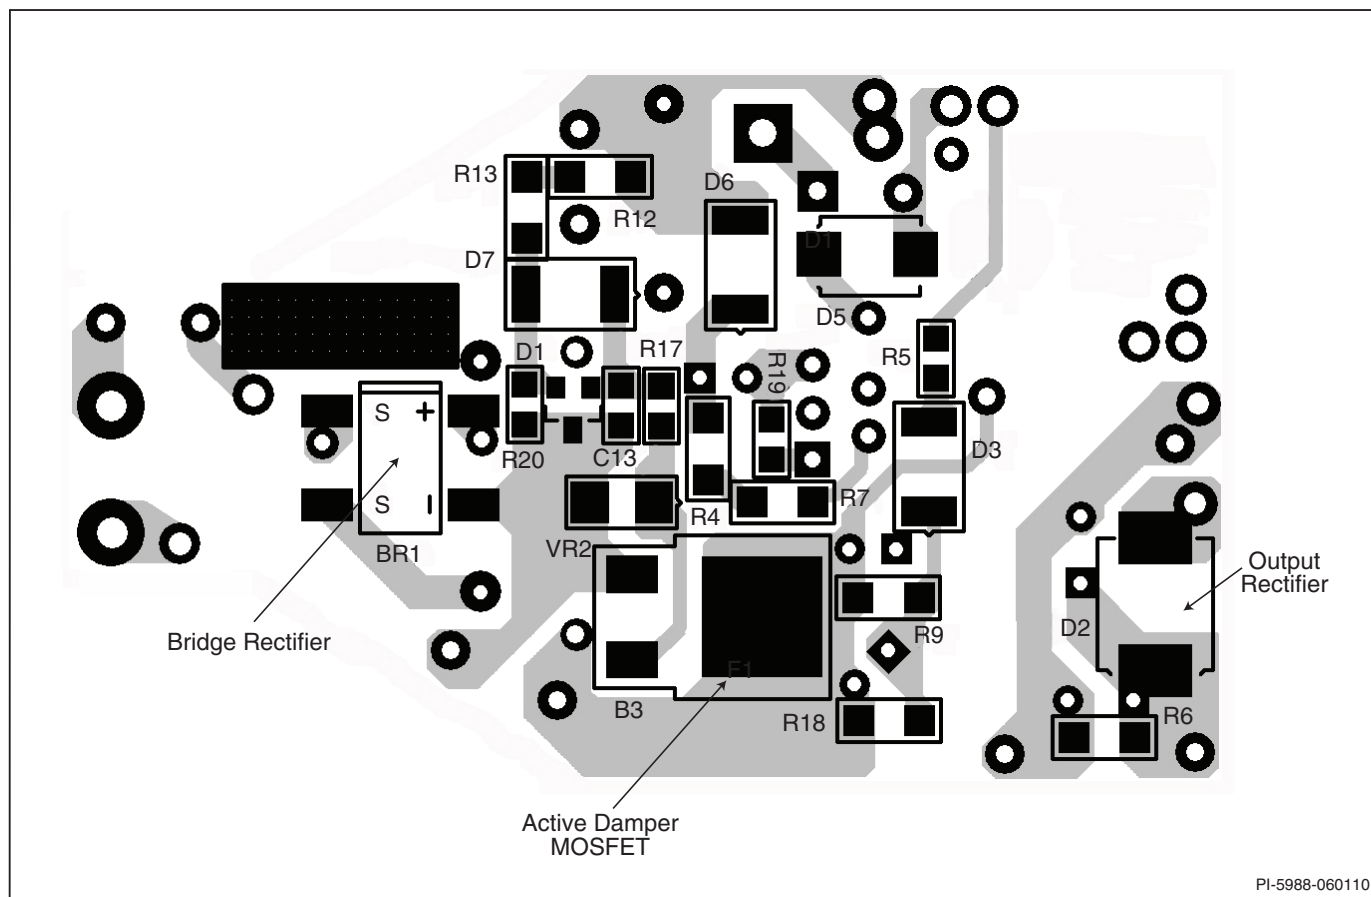 R13
D6
R12
D7
D1
D5
D1
R17
R19
R5
S +
R20
C13
D3
S –
R4
R7
BR1
VR2
Output
Rectifier
Bridge Rectifier
R9
D2
F1
B3
R18
R6
Active Damper
MOSFET
PI-5988-060110